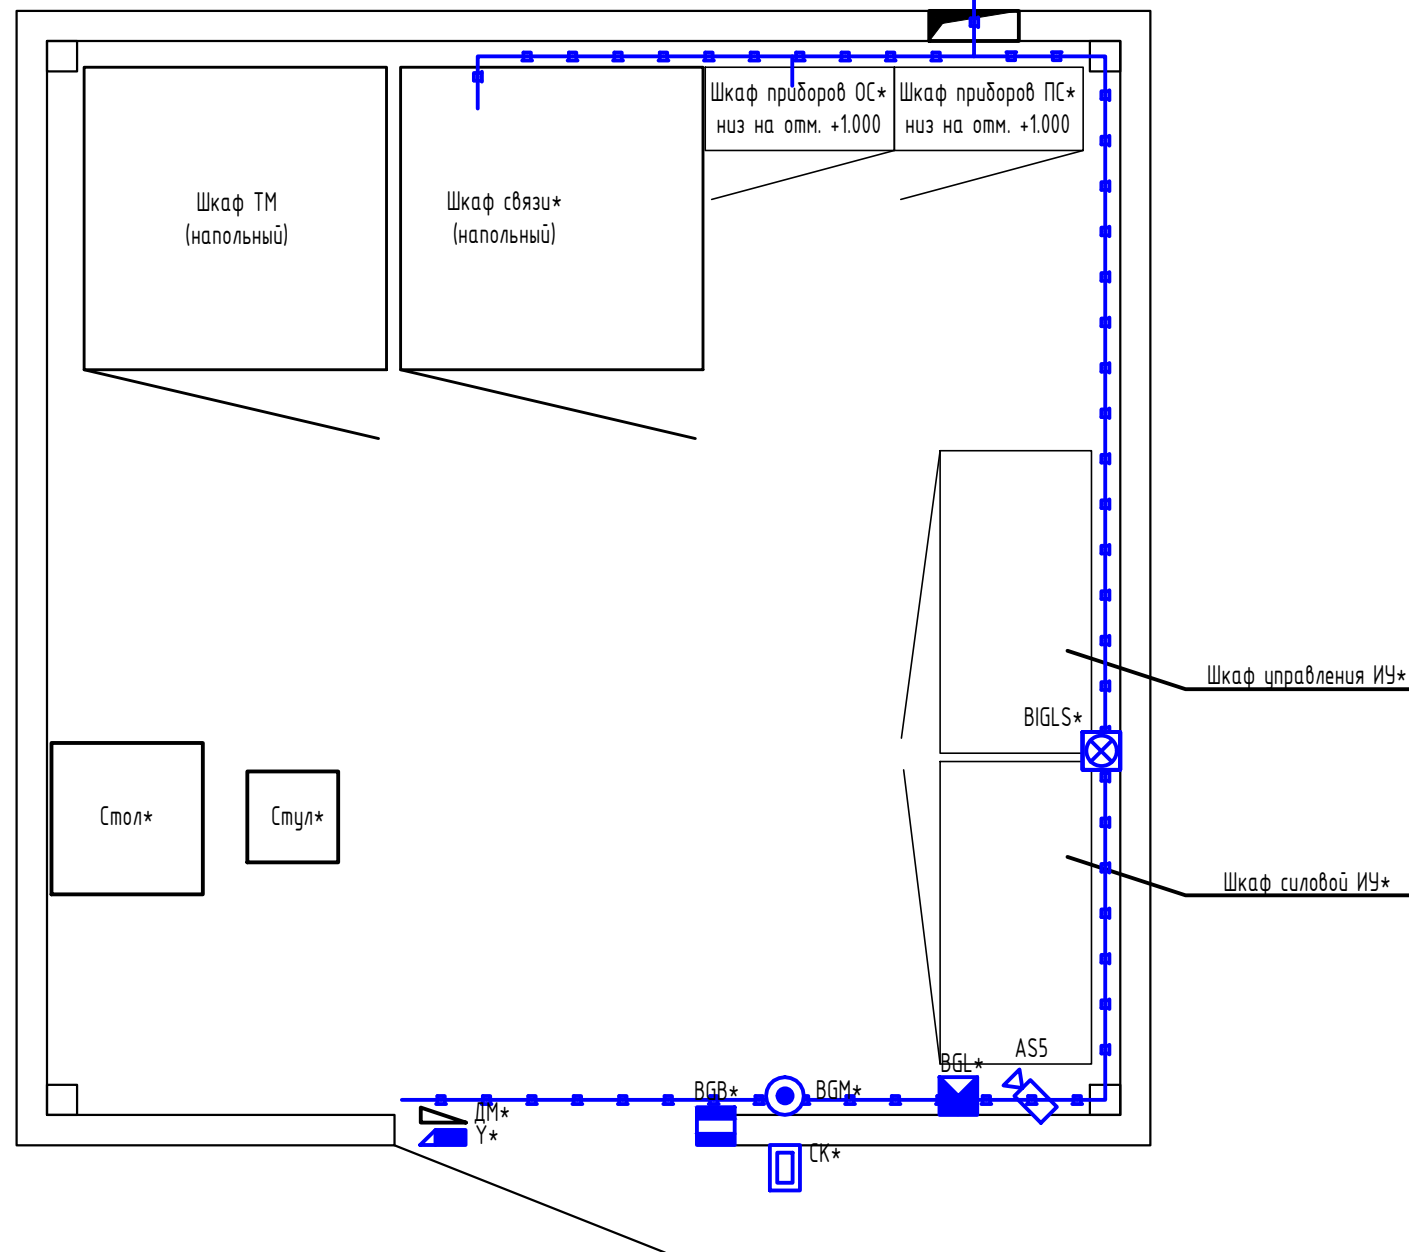 Шкаф приборов ОС*
низ на отм. +1.000
Шкаф приборов ПС*
низ на отм. +1.000
Шкаф ТМ
(напольный)
Шкаф связи*
(напольный)
Шкаф управления ИУ*
BIGLS*
Стол*
Стул*
Шкаф силовой ИУ*
AS5
BGL*
BGB*
BGM*
ДМ*
Y*
СК*